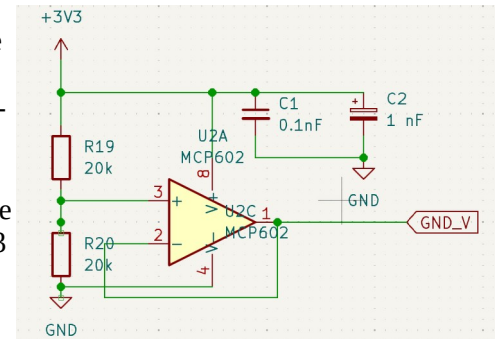 +3V3
e
-
C1
0.1nF
C2
1 nF
+
U2A
MCP602
R19
20k
8
V+
3
+
GND
e
3
U2C
MCP602
1
GND_V
2
-
V-
R20
20k
4
GND